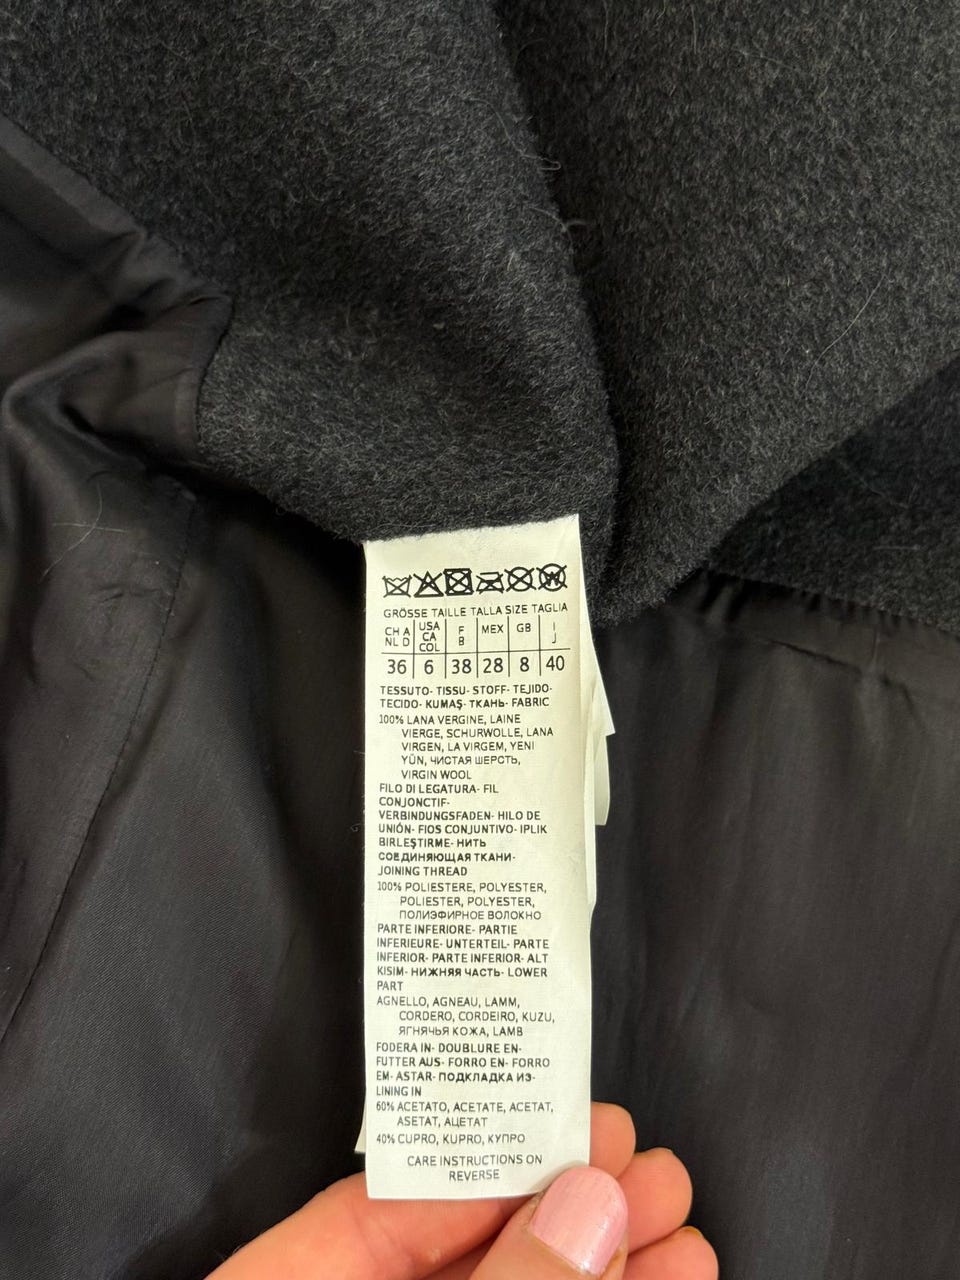 GRÖSSE TAILLE TALLA SIZE TAGLIA
CH A NL D USA CA COL F B MEX GB I J
36 6 38 28 8 40
TESSUTO- TISSU- STOFF- TEJIDO-
TECIDO- KUMAŞ- ТКАНЬ- FABRIC
100% LANA VERGINE, LAINE
VIERGE, SCHURWOLLE, LANA
VIRGEN, LA VIRGEM, YENI
YÜN, ЧИСТАЯ ШЕРСТЬ,
VIRGIN WOOL
FILO DI LEGATURA- FIL
CONJONCTIF-
VERBINDUNGSFADEN- HILO DE
UNIÓN- FIOS CONJUNTIVO- IPLIK
BIRLEŞTIRME- НИТЬ
СОЕДИНЯЮЩАЯ ТКАНИ-
JOINING THREAD
100% POLIESTERE, POLYESTER,
POLIESTER, POLYESTER,
ПОЛИЭФИРНОЕ ВОЛОКНО
PARTE INFERIORE- PARTIE
INFERIEURE- UNTERTEIL- PARTE
INFERIOR- PARTE INFERIOR- ALT
KISIM- НИЖНЯЯ ЧАСТЬ- LOWER
PART
AGNELLO, AGNEAU, LAMM,
CORDERO, CORDEIRO, KUZU,
ЯГНЯЧЬЯ КОЖА, LAMB
FODERA IN- DOUBLURE EN-
FUTTER AUS- FORRO EN- FORRO
EM- ASTAR- ПОДКЛАДКА ИЗ-
LINING IN
60% ACETATO, ACETATE, ACETAT,
ASETAT, АЦЕТАТ
40% CUPRO, KUPRO, КУПРО
CARE INSTRUCTIONS ON
REVERSE